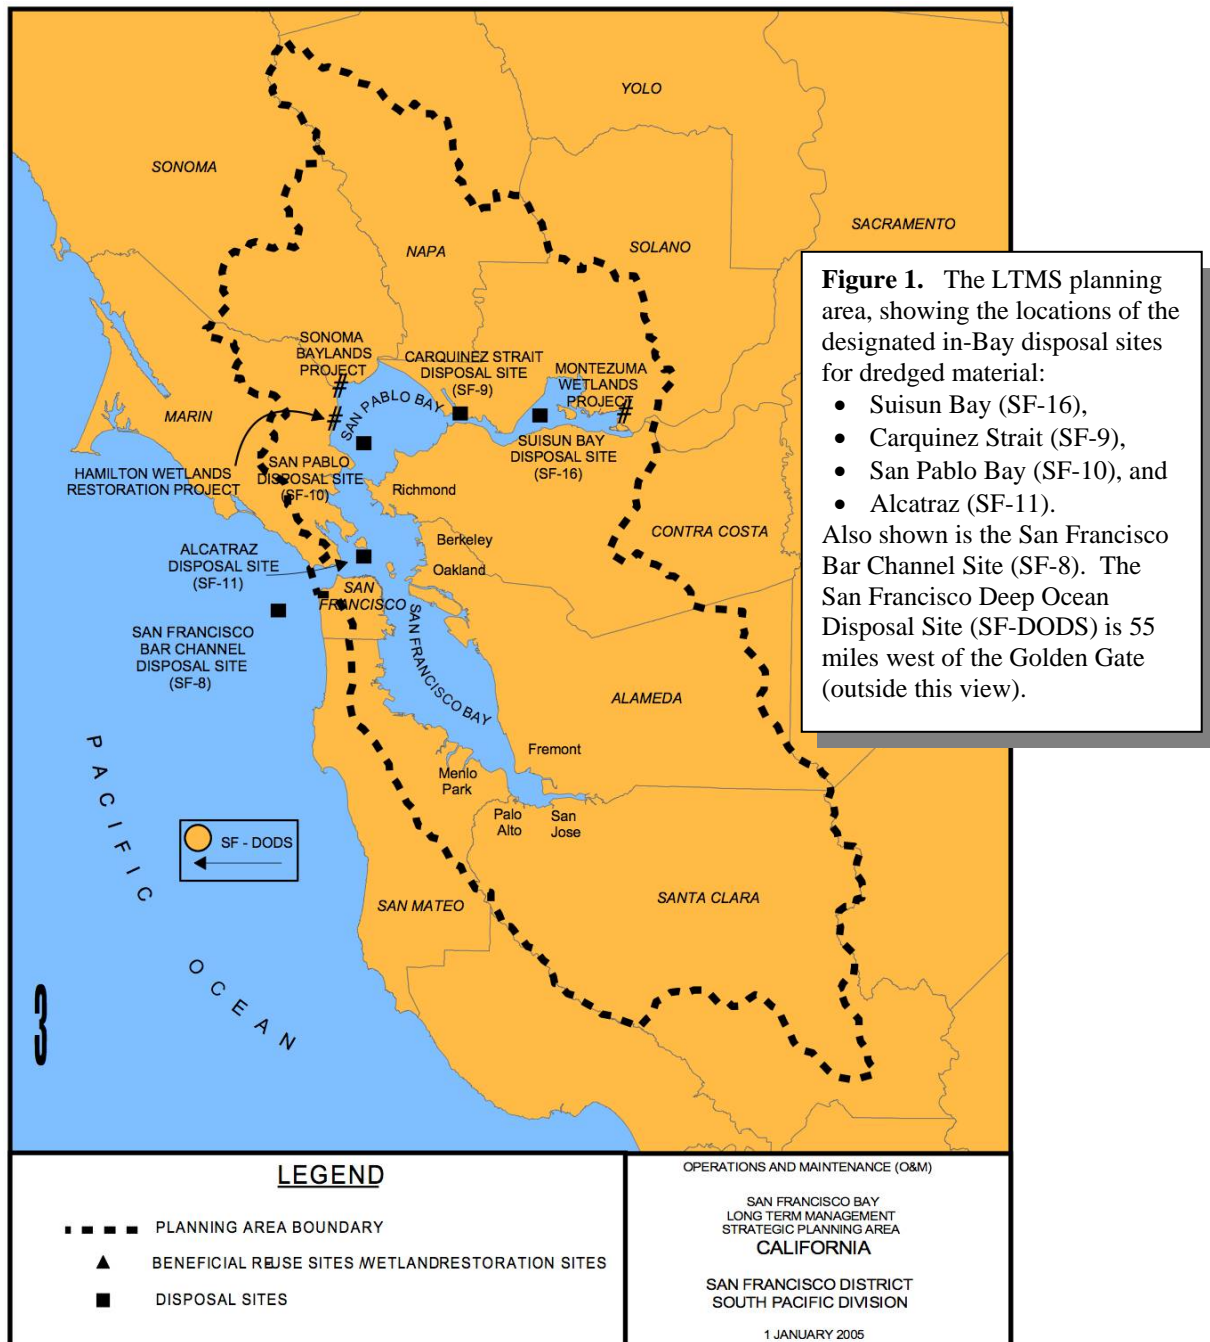 YOLO
SONOMA
SACRAMENTO
NAPA
SOLANO
Figure 1. The LTMS planning
area, showing the locations of the
designated in-Bay disposal sites
for dredged material:
• Suisun Bay (SF-16),
• Carquinez Strait (SF-9),
• San Pablo Bay (SF-10), and
• Alcatraz (SF-11).
Also shown is the San Francisco
Bar Channel Site (SF-8). The
San Francisco Deep Ocean
Disposal Site (SF-DODS) is 55
miles west of the Golden Gate
(outside this view).
SONOMA
BAYLANDS
PROJECT
CARQUINEZ STRAIT
DISPOSAL SITE
(SF-9)
MONTEZUMA
WETLANDS
PROJECT
#
#
#
SAN PABLO BAY
MARIN
SUISUN BAY
DISPOSAL SITE
(SF-16)
HAMILTON WETLANDS
RESTORATION PROJECT
SAN PABLO
DISPOSAL SITE
(SF-10)
Richmond
CONTRA COSTA
Berkeley
Oakland
ALCATRAZ
DISPOSAL SITE
(SF-11)
SAN
FRANCISCO
SAN FRANCISCO BAY
SAN FRANCISCO
BAR CHANNEL
DISPOSAL SITE
(SF-8)
ALAMEDA
Fremont
Menlo
Park
Palo
Alto
San
Jose
PACIFIC
OCEAN
SF - DODS
SAN MATEO
SANTA CLARA
3
LEGEND
PLANNING AREA BOUNDARY
BENEFICIAL REUSE SITES /WETLANDRESTORATION SITES
DISPOSAL SITES
OPERATIONS AND MAINTENANCE (O&M)
SAN FRANCISCO BAY
LONG TERM MANAGEMENT
STRATEGIC PLANNING AREA
CALIFORNIA
SAN FRANCISCO DISTRICT
SOUTH PACIFIC DIVISION
1 JANUARY 2005